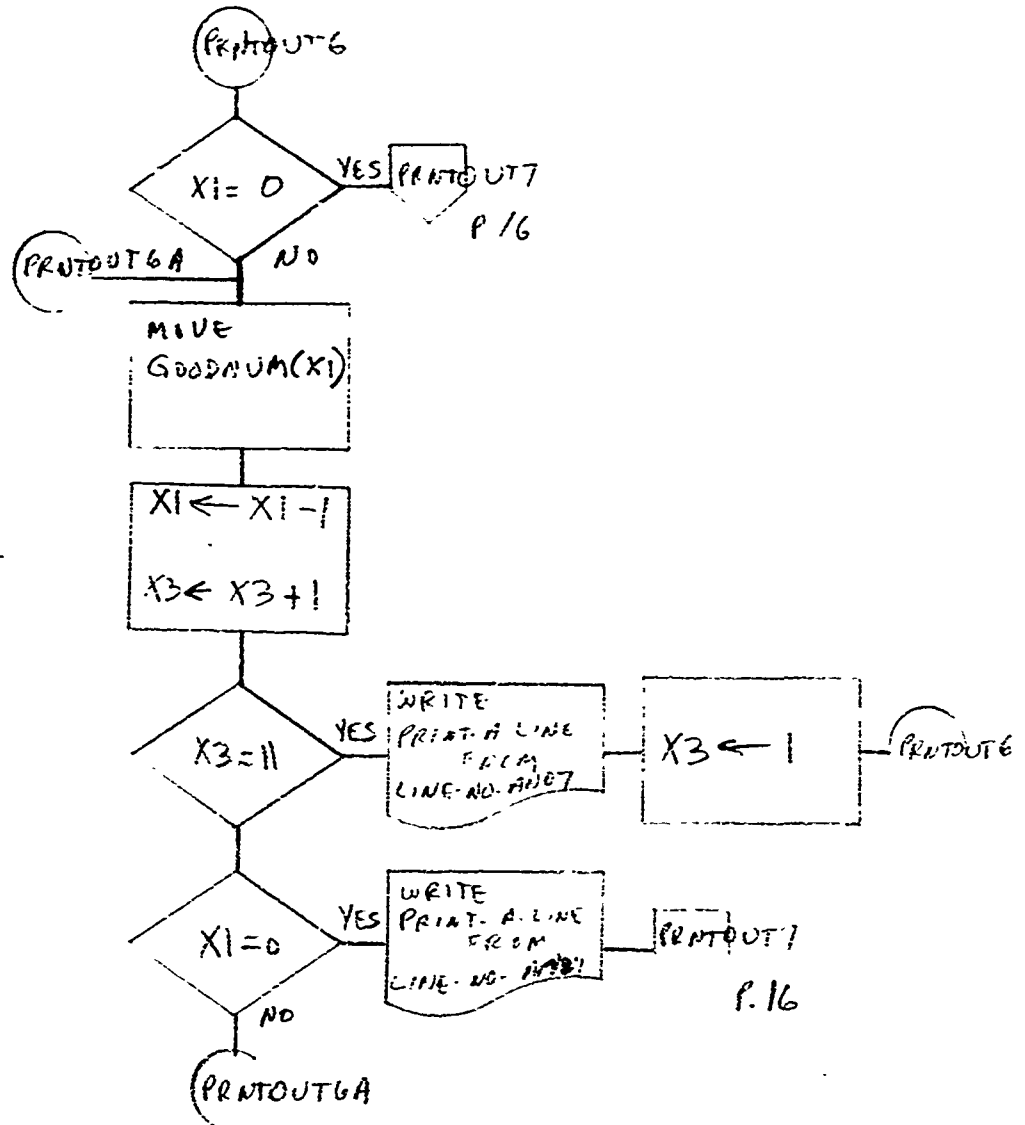 PRNTOUT6
X1 = 0
YES
PRNTOUT7
P 16
NO
PRNTOUT6A
MOVE
GOODNUM(X1)
X1 ← X1 - 1
X3 ← X3 + 1
X3 = 11
YES
WRITE
PRINT-A LINE
FROM
LINE-NO-
X3 ← 1
PRNTOUT6
X1 = 0
YES
WRITE
PRINT-A-LINE
FROM
LINE-NO-
PRNTOUT7
P.16
NO
PRNTOUT6A